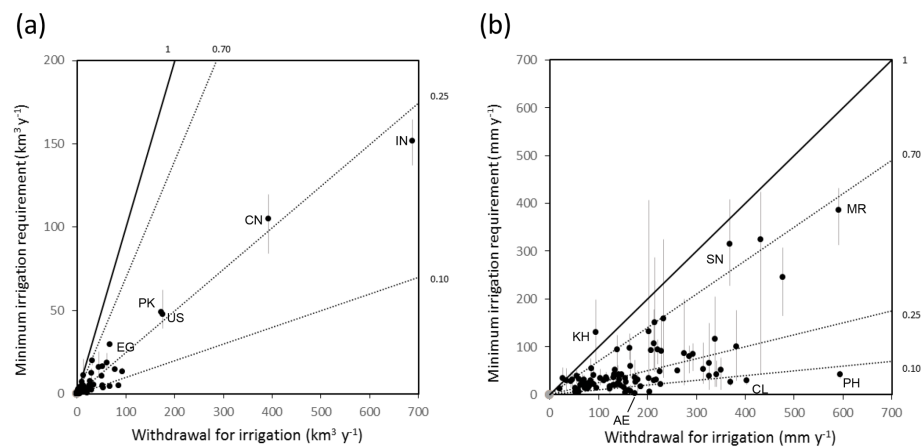 (a)
1
0.70
200
150
100
50
0
0
100
200
300
400
500
600
700
0.25
0.10
IN
CN
PK
US
EG
Minimum irrigation requirement (km³ y⁻¹)
Withdrawal for irrigation (km³ y⁻¹)
(b)
700
600
500
400
300
200
100
0
0
100
200
300
400
500
600
700
1
0.70
0.25
0.10
MR
SN
KH
CL
PH
AE
Minimum irrigation requirement (mm y⁻¹)
Withdrawal for irrigation (mm y⁻¹)